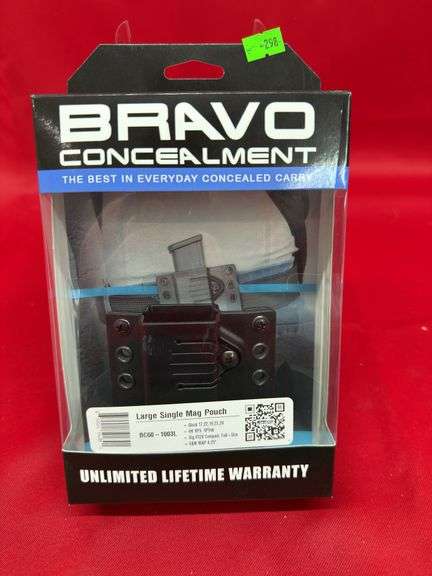 -298
BRAVO
CONCEALMENT
THE BEST IN EVERYDAY CONCEALED CARRY
Large Single Mag Pouch
BC60-1003L
UNLIMITED LIFETIME WARRANTY